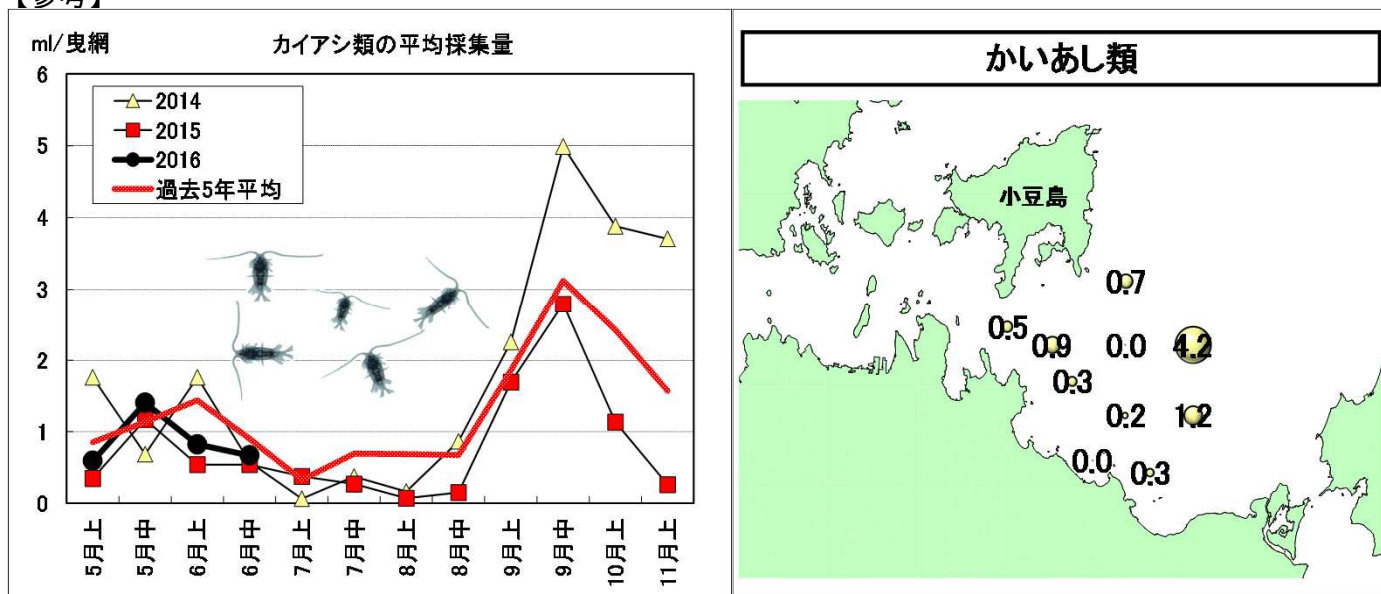 【参考】
ml/曳網
カイアシ類の平均採集量
6
5
4
3
2
1
0
2014
2015
2016
過去5年平均
5月上
5月中
6月上
6月中
7月上
7月中
8月上
8月中
9月上
9月中
10月上
11月上
かいあし類
小豆島
0.7
0.5
0.9
0.0
4.2
0.3
0.2
1.2
0.0
0.3